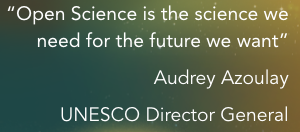 “Open Science is the science we
need for the future we want”
Audrey Azoulay
UNESCO Director General